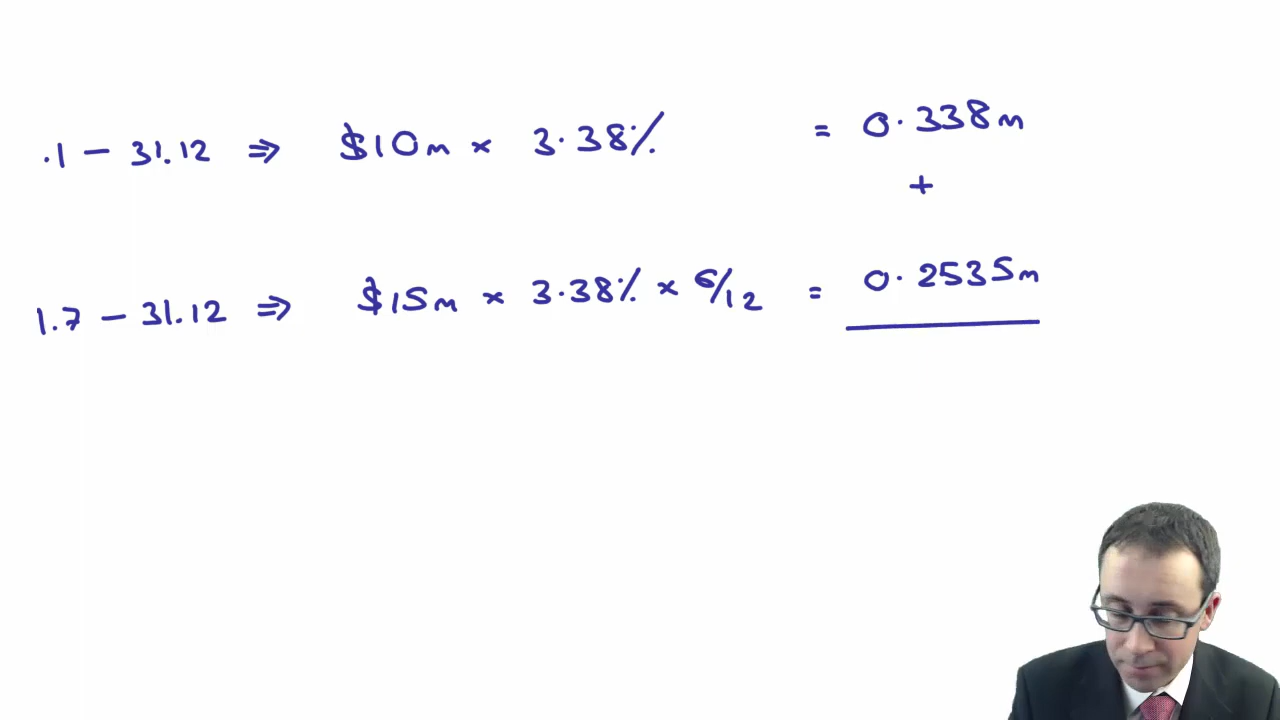 .1 – 31.12 ⇒ $10m × 3.38% = 0.338m
+
1.7 – 31.12 ⇒ $15m × 3.38% × 6/12 = 0.2535m